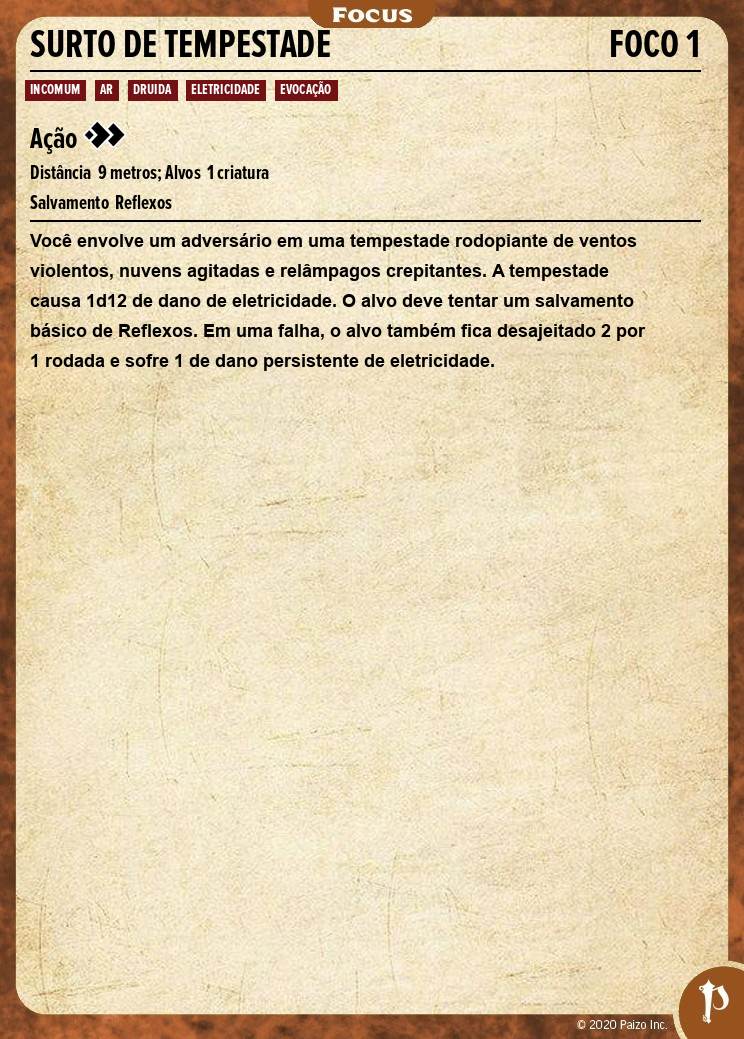 Focus
SURTO DE TEMPESTADE FOCO 1
INCOMUM AR DRUIDA ELETRICIDADE EVOCAÇÃO
Ação
Distância 9 metros; Alvos 1 criatura
Salvamento Reflexos
Você envolve um adversário em uma tempestade rodopiante de ventos
violentos, nuvens agitadas e relâmpagos crepitantes. A tempestade
causa 1d12 de dano de eletricidade. O alvo deve tentar um salvamento
básico de Reflexos. Em uma falha, o alvo também fica desajeitado 2 por
1 rodada e sofre 1 de dano persistente de eletricidade.
© 2020 Paizo Inc.
P